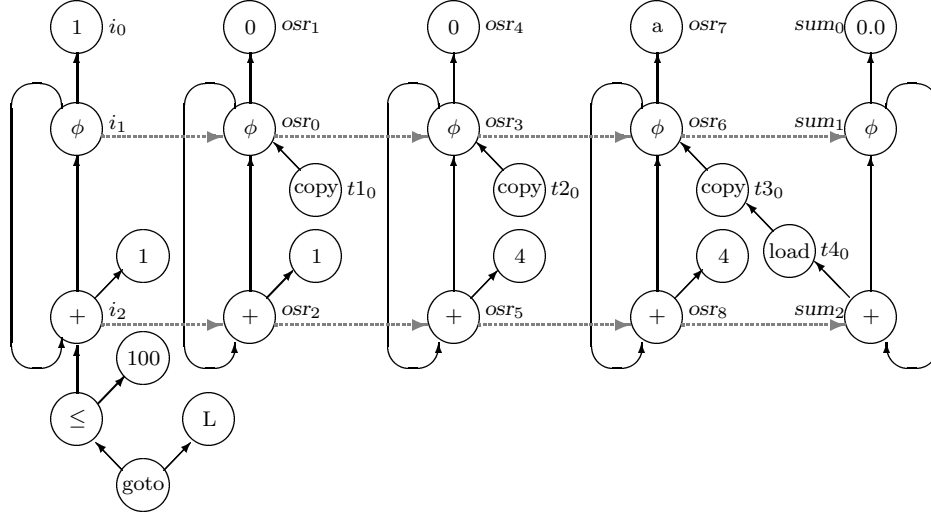 1 i₀ 0 osr₁ 0 osr₄ a osr₇ sum₀ 0.0
ϕ i₁ ϕ osr₀ ϕ osr₃ ϕ osr₆ sum₁ ϕ
copy t1₀ copy t2₀ copy t3₀
1 1 4 4 load t4₀
+ i₂ + osr₂ + osr₅ + osr₈ sum₂ +
100
≤ L
goto